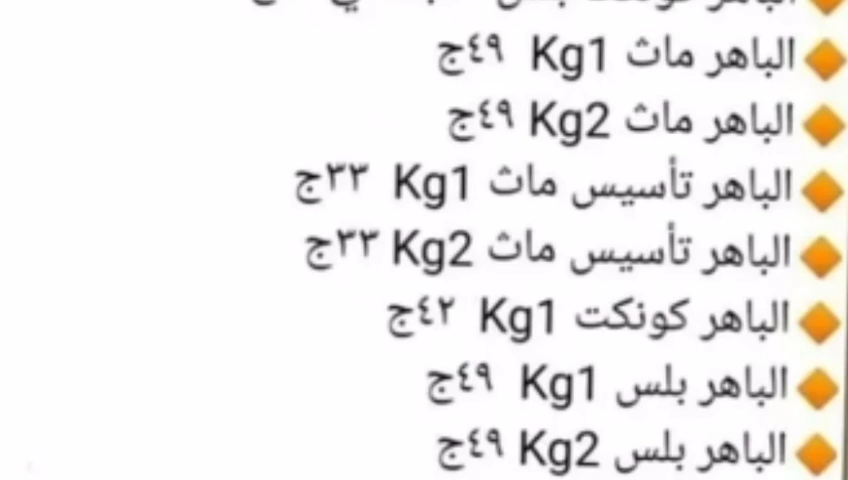 الباهر ماث Kg1 ٤٩ج
الباهر ماث Kg2 ٤٩ج
الباهر تأسيس ماث Kg1 ٣٣ج
الباهر تأسيس ماث Kg2 ٣٣ج
الباهر كونكت Kg1 ٤٢ج
الباهر بلس Kg1 ٤٩ج
الباهر بلس Kg2 ٤٩ج